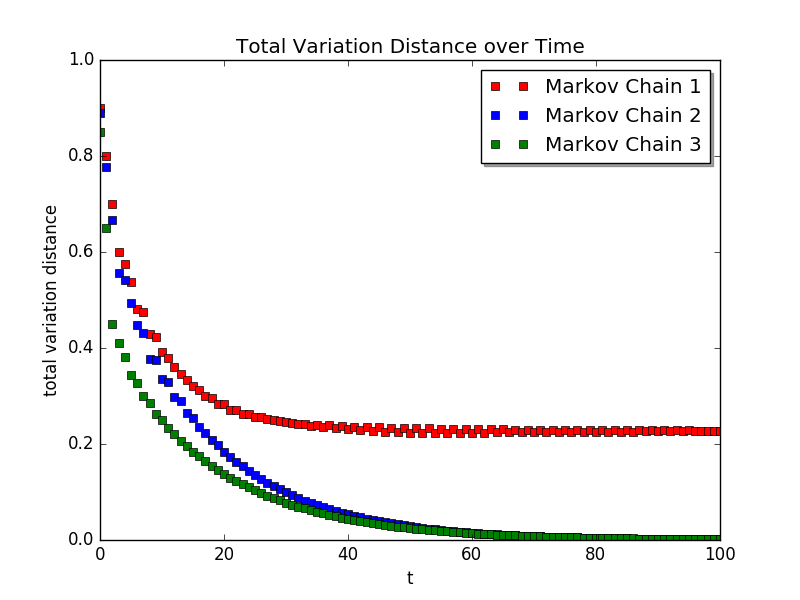 Total Variation Distance over Time
Markov Chain 1
Markov Chain 2
Markov Chain 3
total variation distance
1.0
0.8
0.6
0.4
0.2
0.0
0 20 40 60 80 100
t